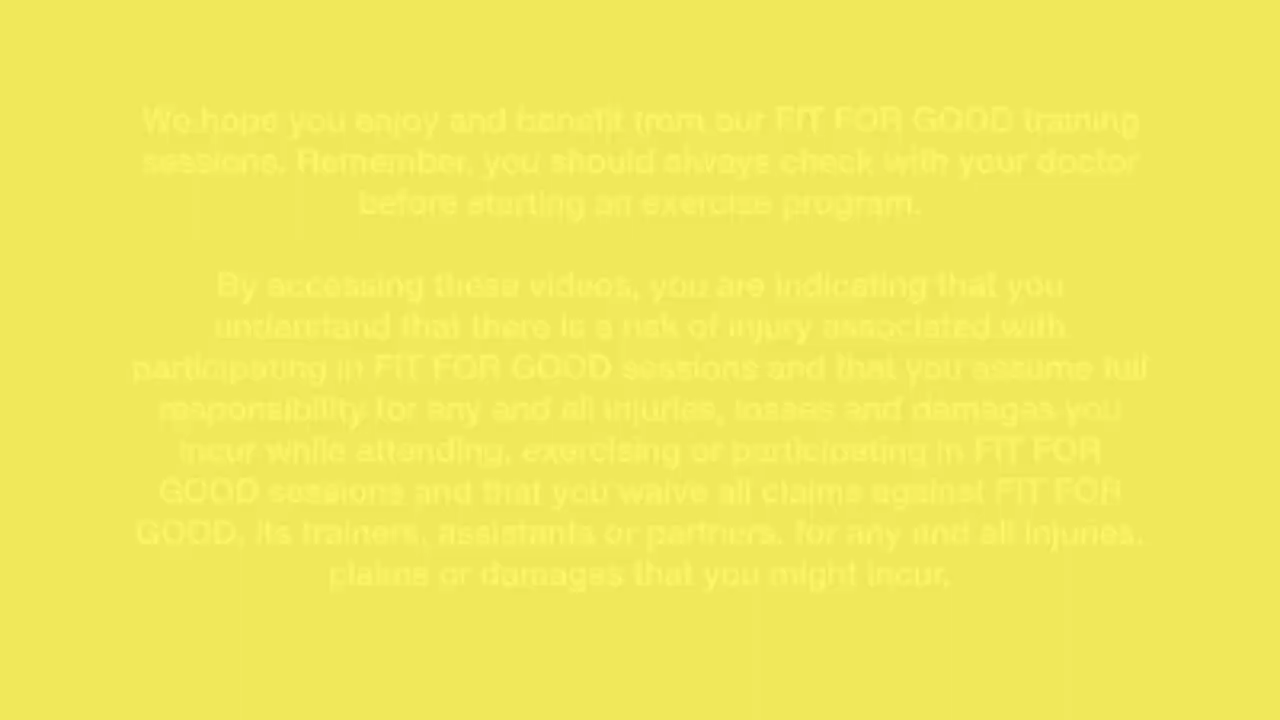 We hope you enjoy and benefit from our FIT FOR GOOD training
sessions. Remember, you should always check with your doctor
before starting an exercise program.
By accessing these videos, you are indicating that you
understand that there is a risk of injury associated with
participating in FIT FOR GOOD sessions and that you assume full
responsibility for any and all injuries, losses and damages you
incur while attending, exercising or participating in FIT FOR
GOOD sessions and that you waive all claims against FIT FOR
GOOD, its trainers, assistants or partners, for any and all injuries,
claims or damages that you might incur.